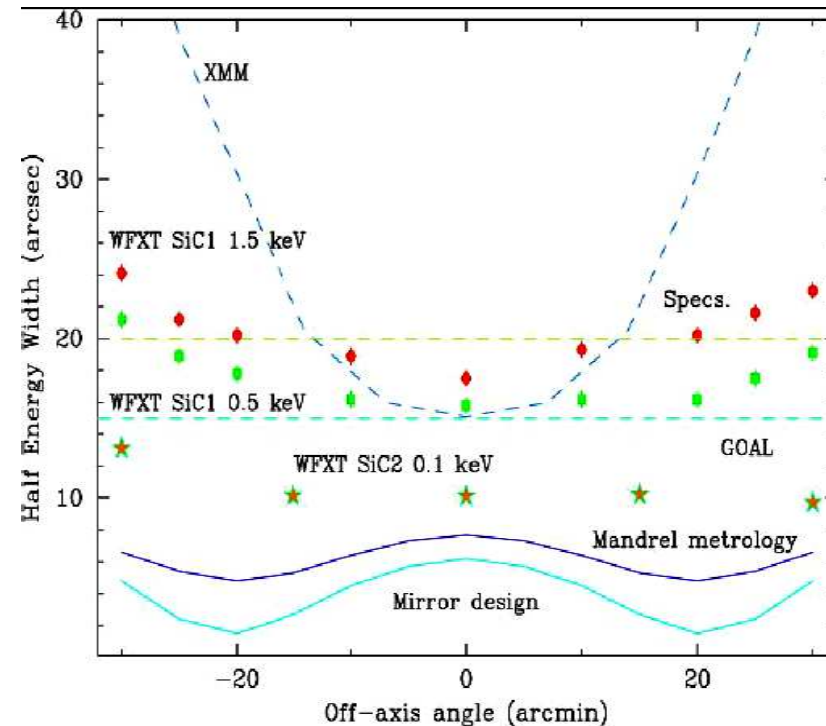 40
XMM
30
WFXT SiC1 1.5 keV
Specs.
20
WFXT SiC1 0.5 keV
GOAL
WFXT SiC2 0.1 keV
10
Mandrel metrology
Mirror design
−20
0
20
Half Energy Width (arcsec)
Off−axis angle (arcmin)